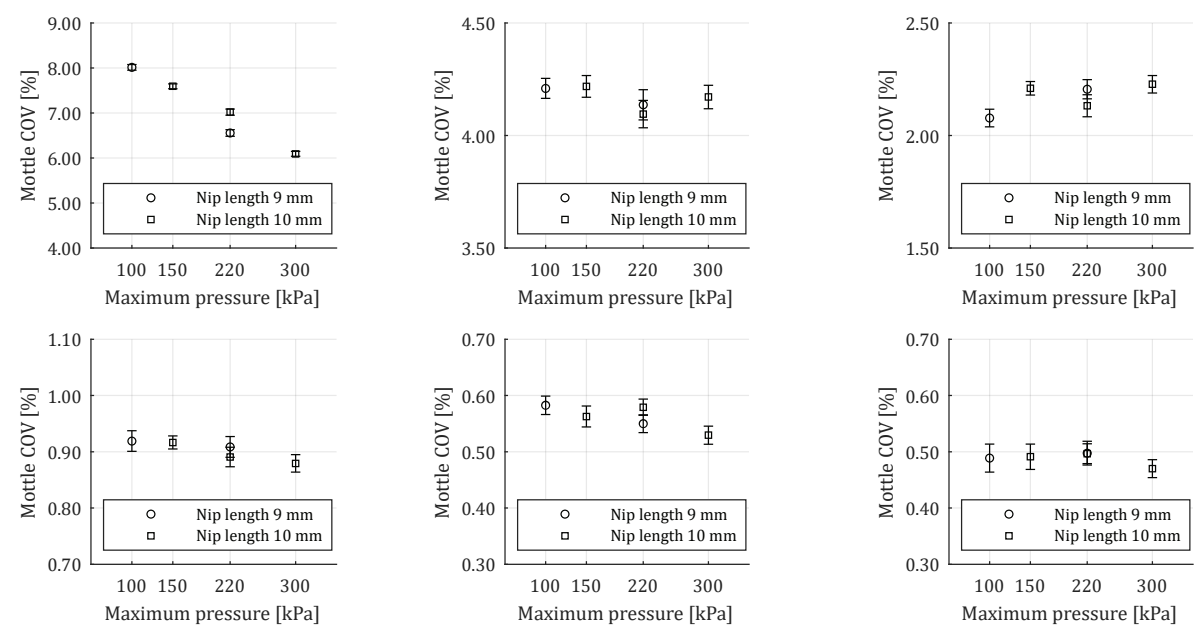 9.00
8.00
7.00
6.00
5.00
4.00
Mottle COV [%]
Nip length 9 mm
Nip length 10 mm
100 150 220 300
Maximum pressure [kPa]
4.50
4.00
3.50
Mottle COV [%]
Nip length 9 mm
Nip length 10 mm
100 150 220 300
Maximum pressure [kPa]
2.50
2.00
1.50
Mottle COV [%]
Nip length 9 mm
Nip length 10 mm
100 150 220 300
Maximum pressure [kPa]
1.10
1.00
0.90
0.80
0.70
Mottle COV [%]
Nip length 9 mm
Nip length 10 mm
100 150 220 300
Maximum pressure [kPa]
0.70
0.60
0.50
0.40
0.30
Mottle COV [%]
Nip length 9 mm
Nip length 10 mm
100 150 220 300
Maximum pressure [kPa]
0.70
0.60
0.50
0.40
0.30
Mottle COV [%]
Nip length 9 mm
Nip length 10 mm
100 150 220 300
Maximum pressure [kPa]